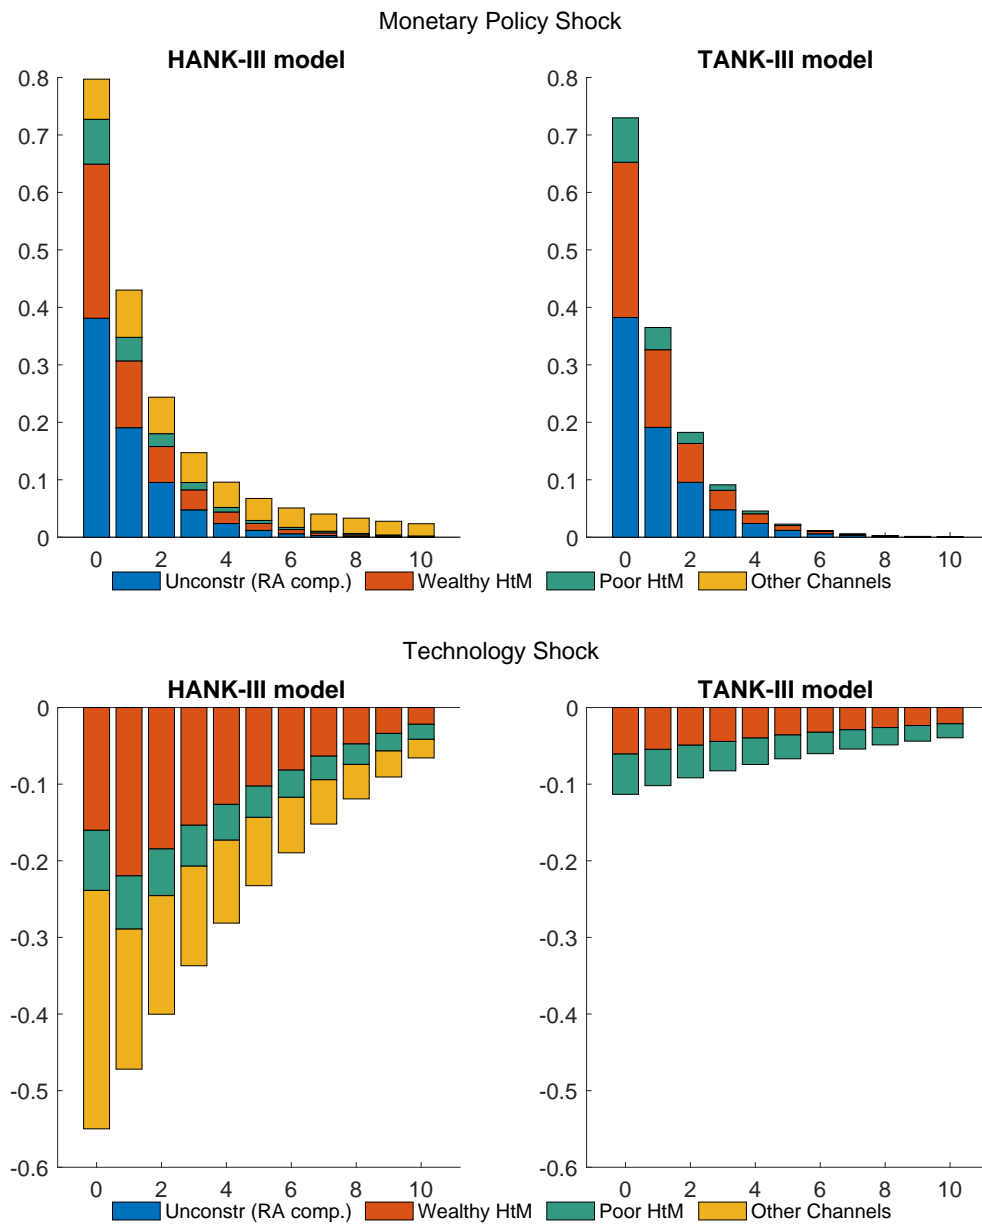 Monetary Policy Shock
HANK-III model
TANK-III model
0.8
0.7
0.6
0.5
0.4
0.3
0.2
0.1
0
0 2 4 6 8 10
0.8
0.7
0.6
0.5
0.4
0.3
0.2
0.1
0
0 2 4 6 8 10
Unconstr (RA comp.) Wealthy HtM Poor HtM Other Channels
Technology Shock
HANK-III model
TANK-III model
0
-0.1
-0.2
-0.3
-0.4
-0.5
-0.6
0 2 4 6 8 10
0
-0.1
-0.2
-0.3
-0.4
-0.5
-0.6
0 2 4 6 8 10
Unconstr (RA comp.) Wealthy HtM Poor HtM Other Channels